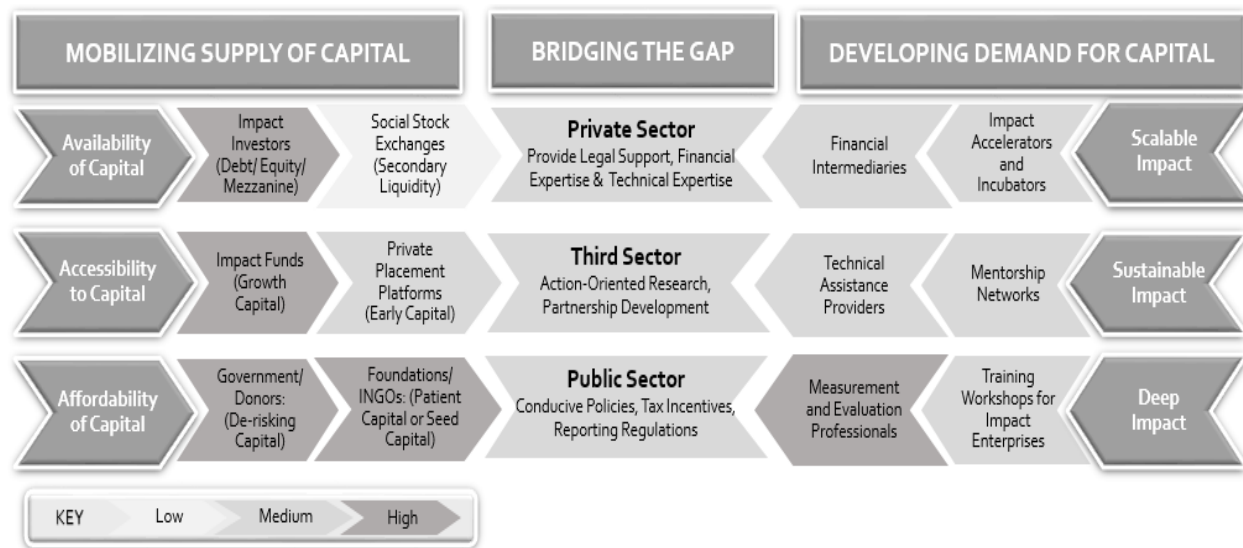 MOBILIZING SUPPLY OF CAPITAL
BRIDGING THE GAP
DEVELOPING DEMAND FOR CAPITAL
Availability
of Capital
Impact
Investors
(Debt/ Equity/
Mezzanine)
Social Stock
Exchanges
(Secondary
Liquidity)
Private Sector
Provide Legal Support, Financial
Expertise & Technical Expertise
Financial
Intermediaries
Impact
Accelerators
and
Incubators
Scalable
Impact
Accessibility
to Capital
Impact Funds
(Growth
Capital)
Private
Placement
Platforms
(Early Capital)
Third Sector
Action-Oriented Research,
Partnership Development
Technical
Assistance
Providers
Mentorship
Networks
Sustainable
Impact
Affordability
of Capital
Government/
Donors:
(De-risking
Capital)
Foundations/
INGOs: (Patient
Capital or Seed
Capital)
Public Sector
Conducive Policies, Tax Incentives,
Reporting Regulations
Measurement
and Evaluation
Professionals
Training
Workshops for
Impact
Enterprises
Deep
Impact
KEY
Low
Medium
High